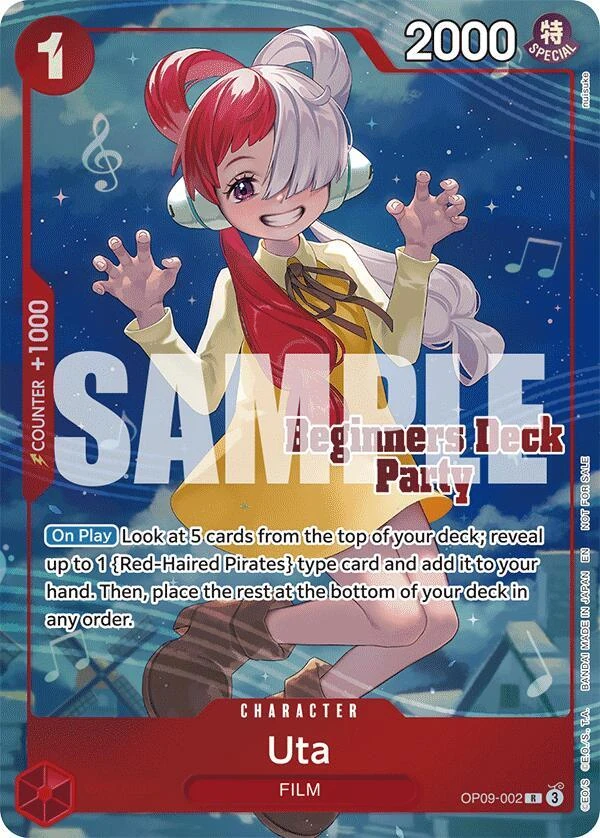 1
2000
特
SPECIAL
nuisuke
COUNTER +1000
SAMPLE
Beginners Deck
Party
On Play Look at 5 cards from the top of your deck; reveal
up to 1 {Red-Haired Pirates} type card and add it to your
hand. Then, place the rest at the bottom of your deck in
any order.
©E.O/S. ©E.O./S., T.A. BANDAI MADE IN JAPAN EN NOT FOR SALE
CHARACTER
Uta
FILM
OP09-002 R 3